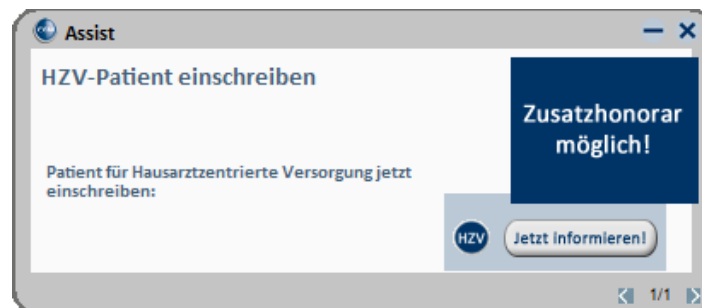 Assist
HZV-Patient einschreiben
Zusatzhonorar
möglich!
Patient für Hausarztzentrierte Versorgung jetzt
einschreiben:
HZV
Jetzt informieren!
1/1